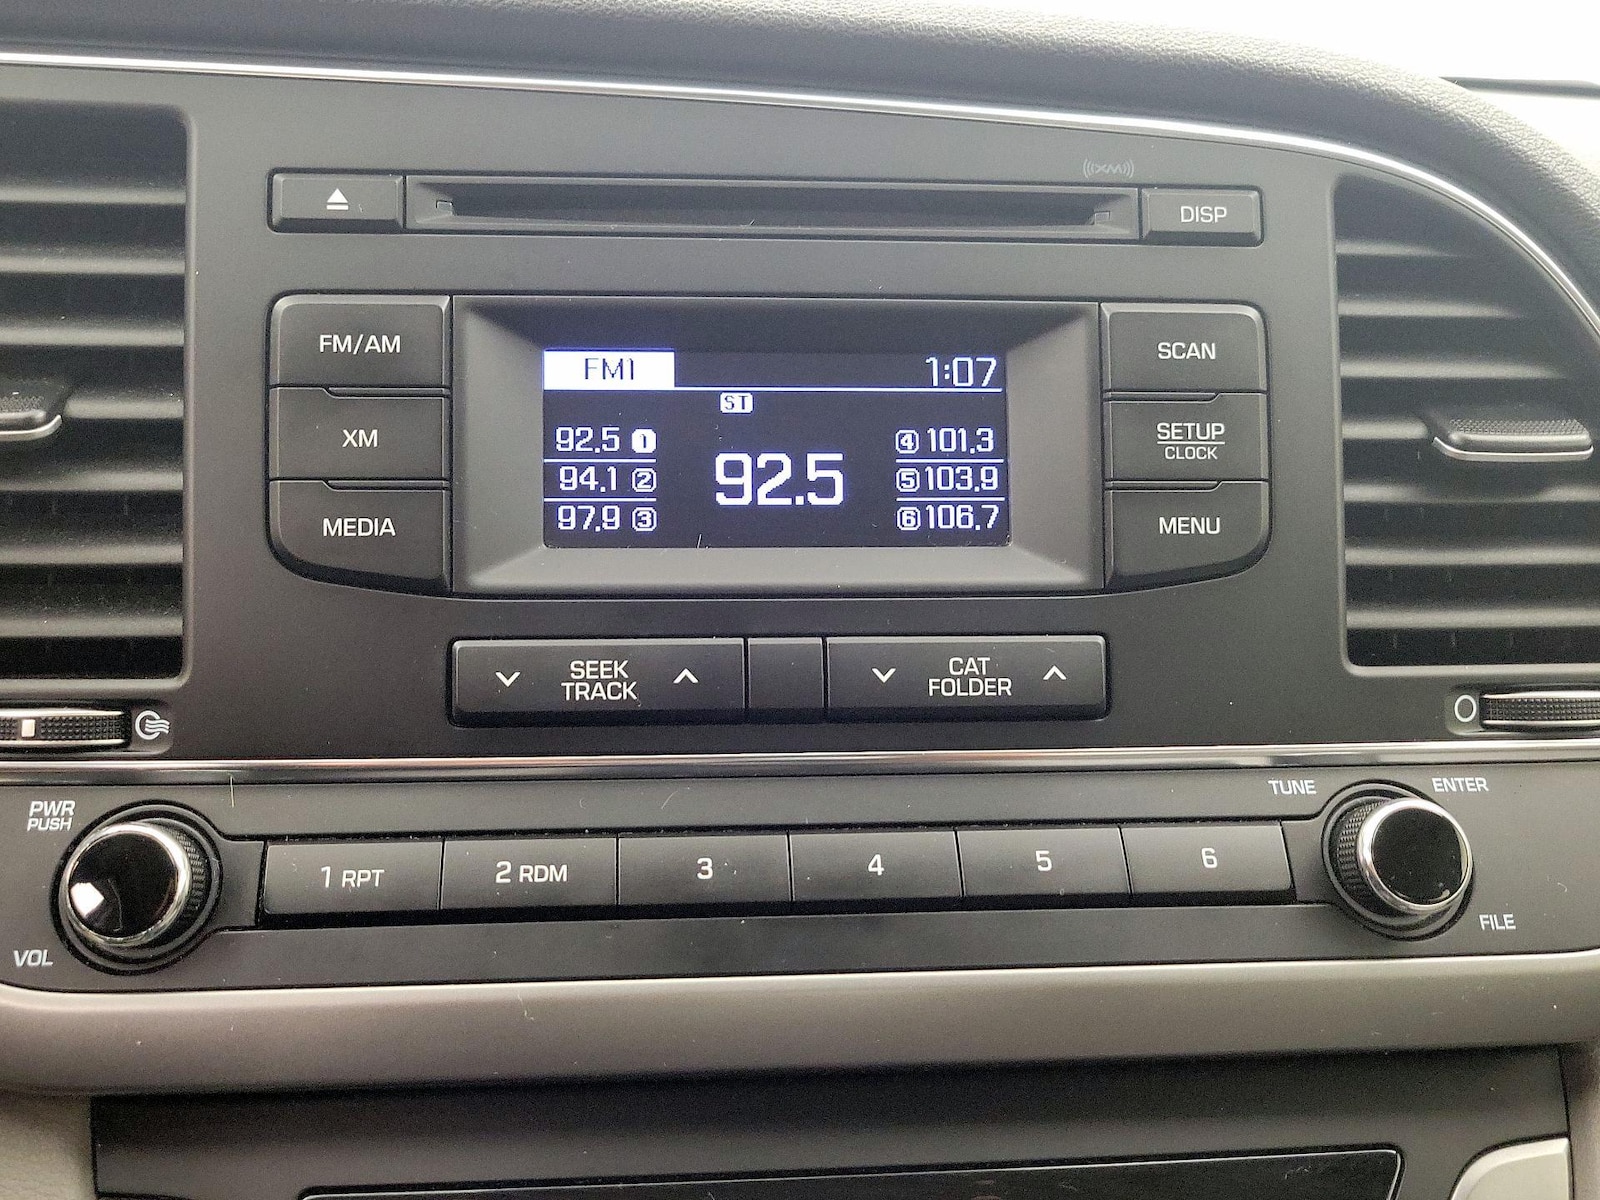 ((XM))
DISP
FM/AM
XM
MEDIA
FM1 1:07
ST
92.5 1
94.1 2
97.9 3
92.5
4 101.3
5 103.9
6 106.7
SCAN
SETUP
CLOCK
MENU
SEEK
TRACK
CAT
FOLDER
PWR
PUSH
VOL
1 RPT
2 RDM
3
4
5
6
TUNE
ENTER
FILE